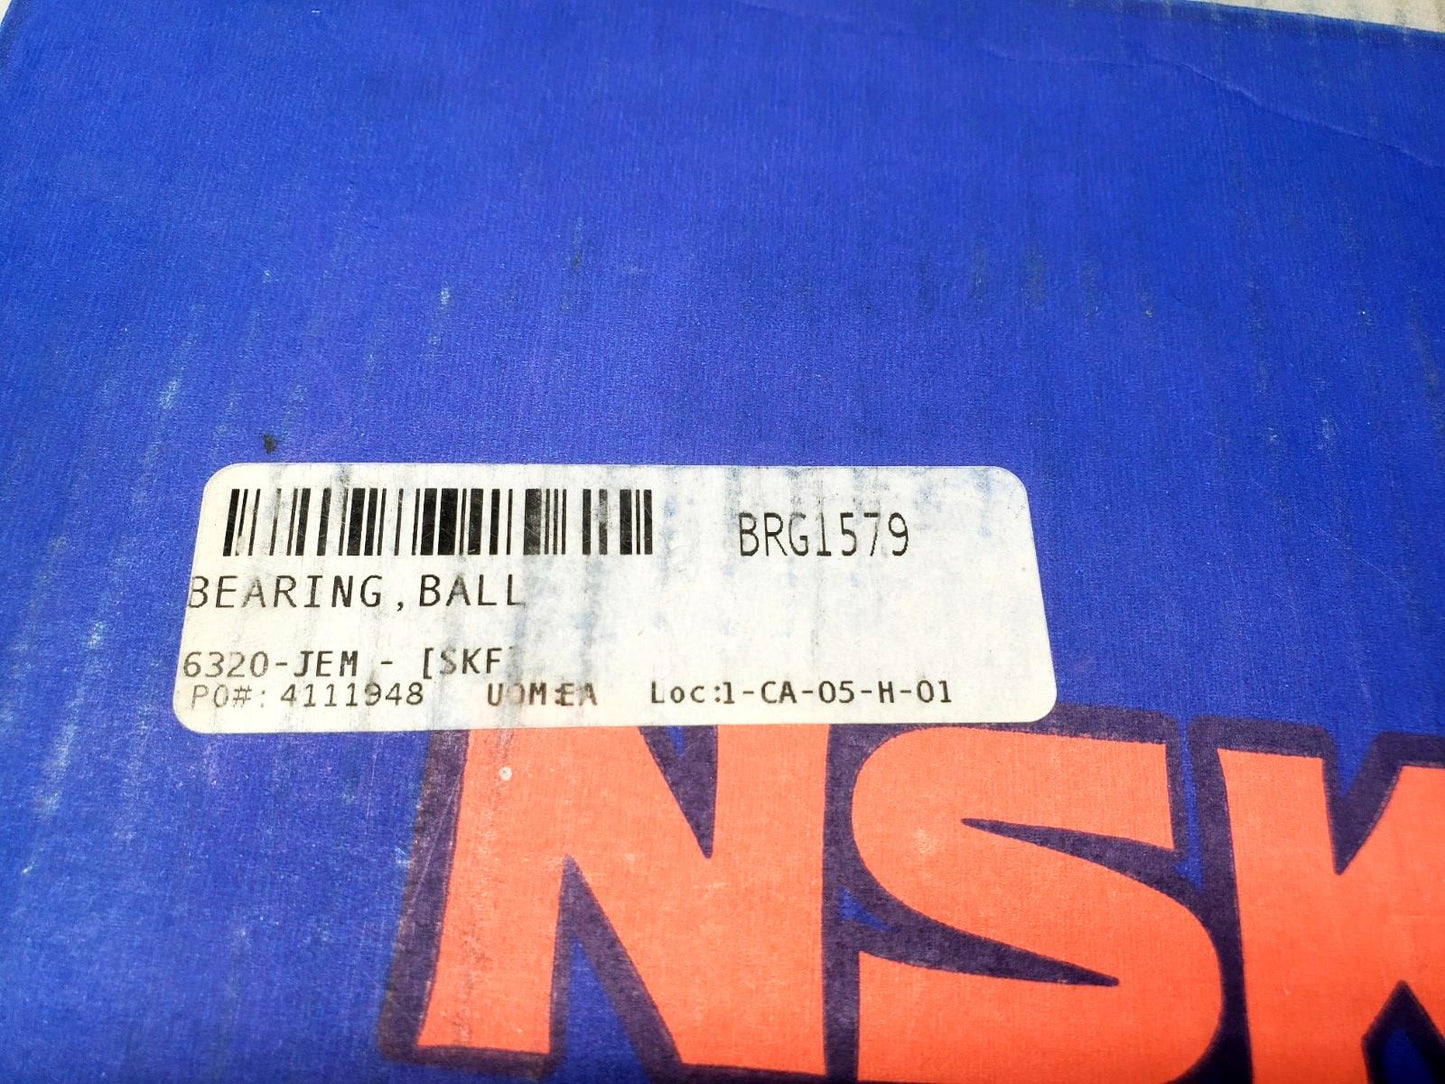 BRG1579
BEARING,BALL
6320-JEM - [SKF]
PO#: 4111948 UOM:EA Loc:1-CA-05-H-01
NSK